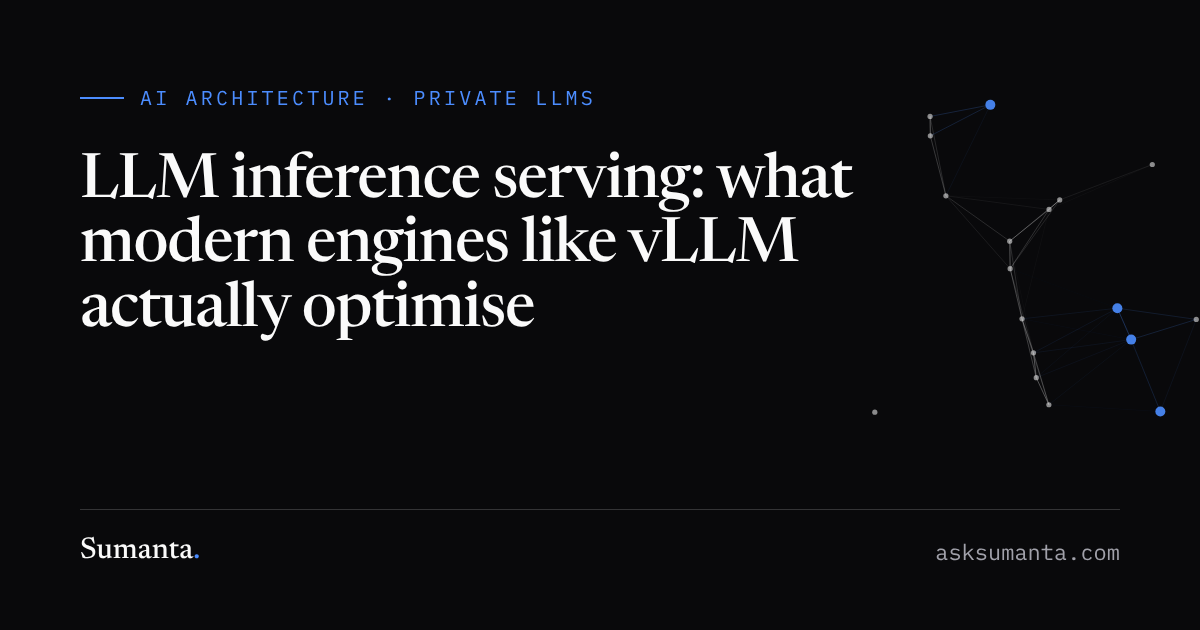 AI ARCHITECTURE · PRIVATE LLMS
LLM inference serving: what
modern engines like vLLM
actually optimise
Sumanta.
asksumanta.com